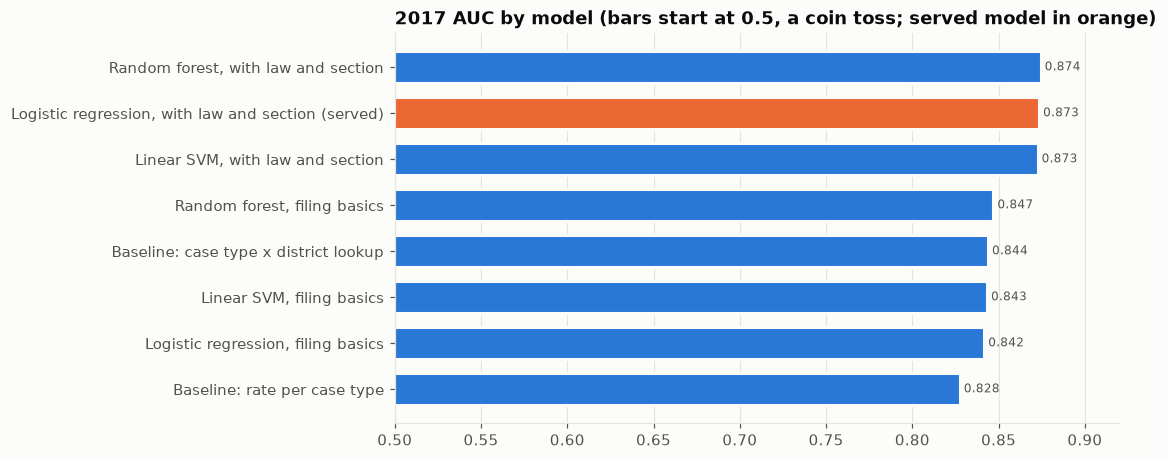 2017 AUC by model (bars start at 0.5, a coin toss; served model in orange)
Random forest, with law and section 0.874
Logistic regression, with law and section (served) 0.873
Linear SVM, with law and section 0.873
Random forest, filing basics 0.847
Baseline: case type x district lookup 0.844
Linear SVM, filing basics 0.843
Logistic regression, filing basics 0.842
Baseline: rate per case type 0.828
0.50 0.55 0.60 0.65 0.70 0.75 0.80 0.85 0.90